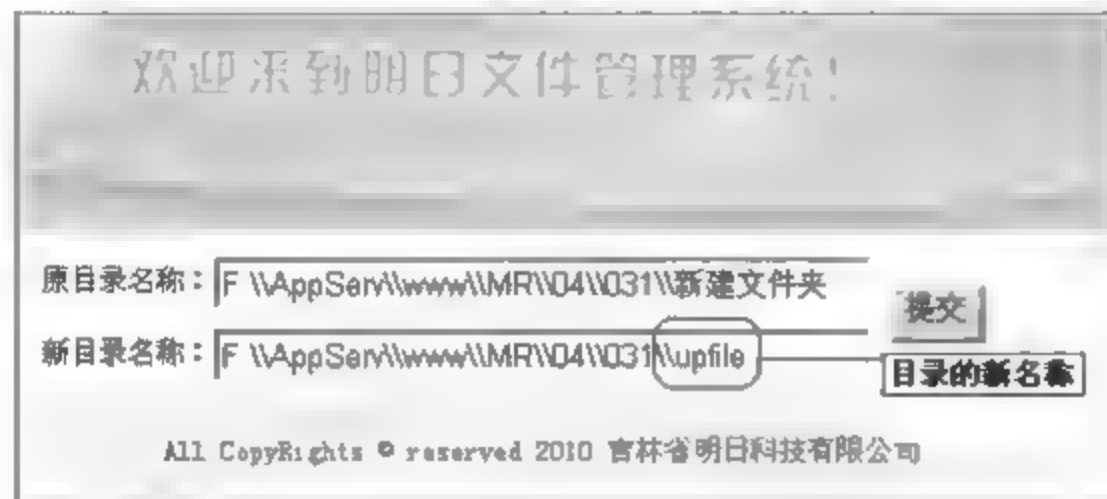 欢迎来到明日文件管理系统!
原目录名称: F \\AppServ\\www\\MR\\04\\031\\新建文件夹
提交
新目录名称: F \\AppServ\\www\\MR\\04\\031\\upfile
目录的新名称
All CopyRights © reserved 2010 吉林省明日科技有限公司